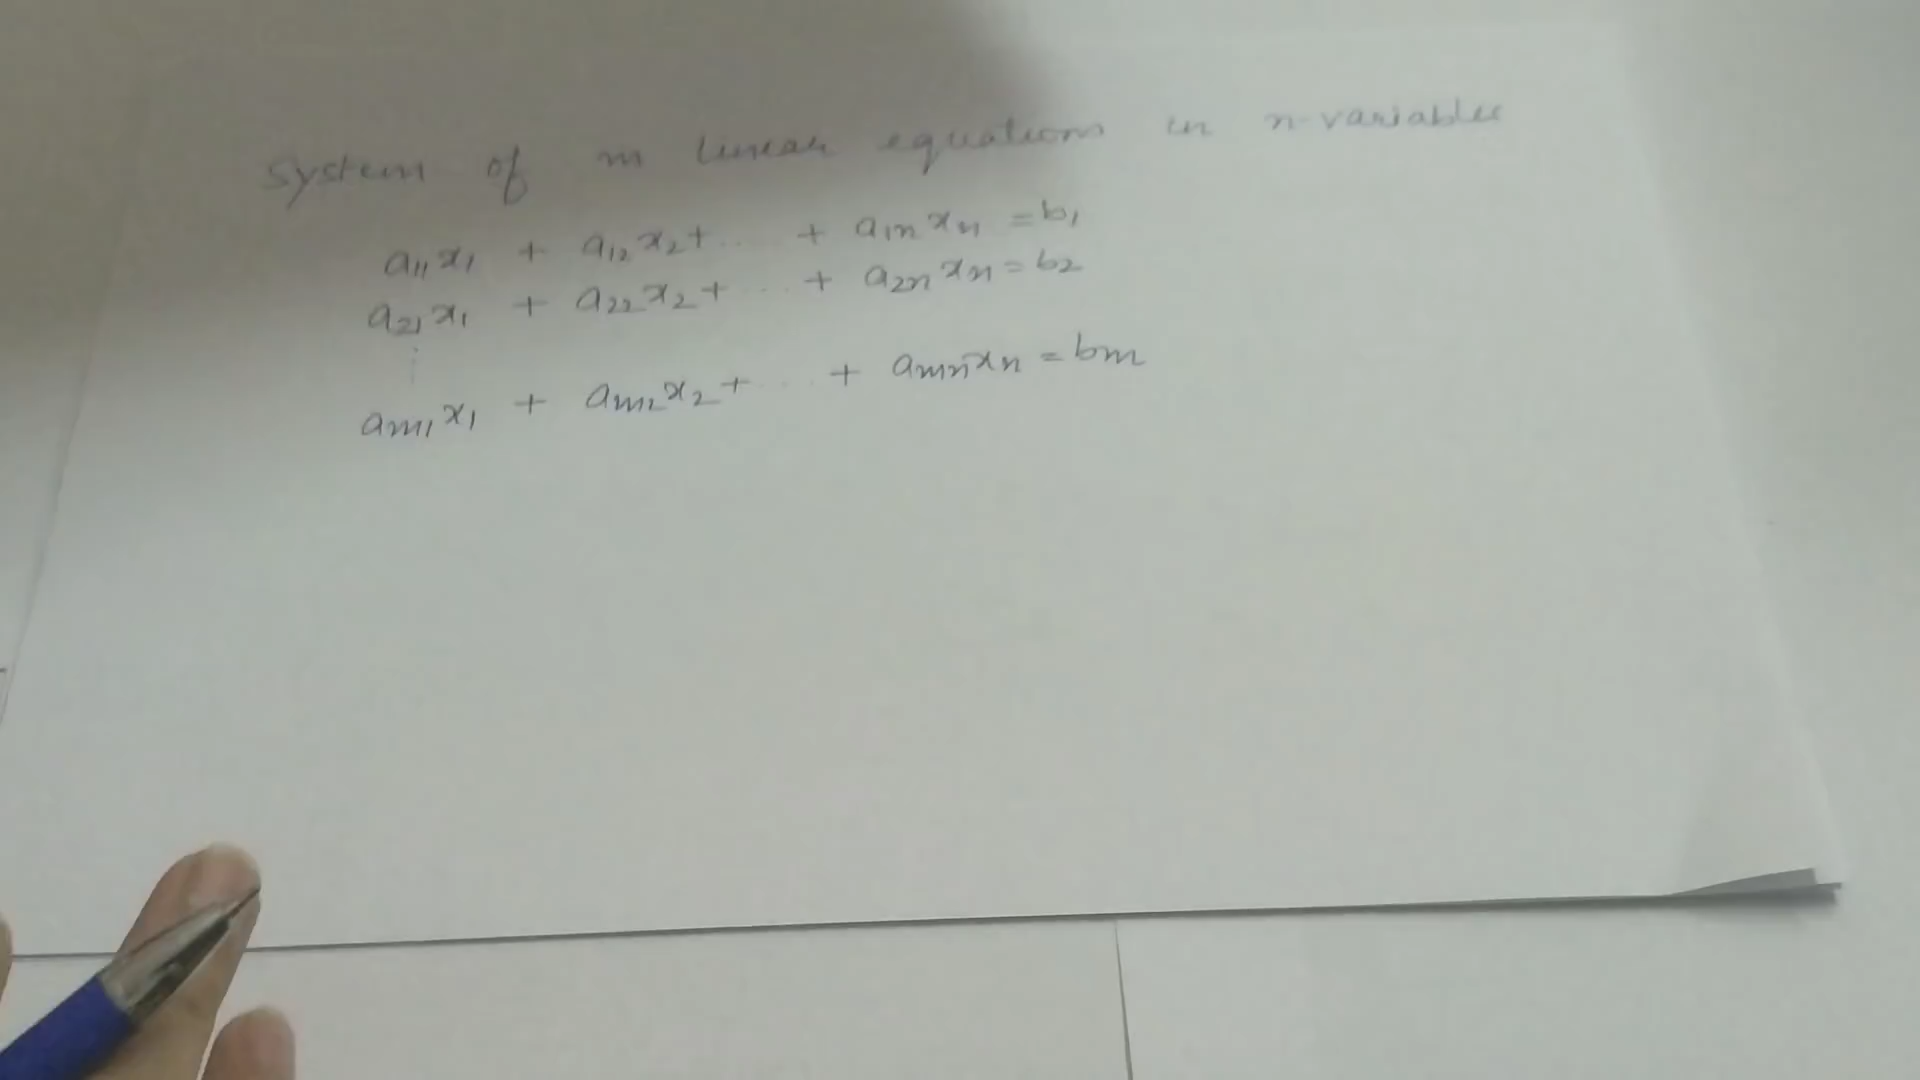 System of m linear equations in n-variables
a₁₁x₁ + a₁₂x₂ + ... + a₁ₙxₙ = b₁
a₂₁x₁ + a₂₂x₂ + ... + a₂ₙxₙ = b₂
⋮
aₘ₁x₁ + aₘ₂x₂ + ... + aₘₙxₙ = bₘ